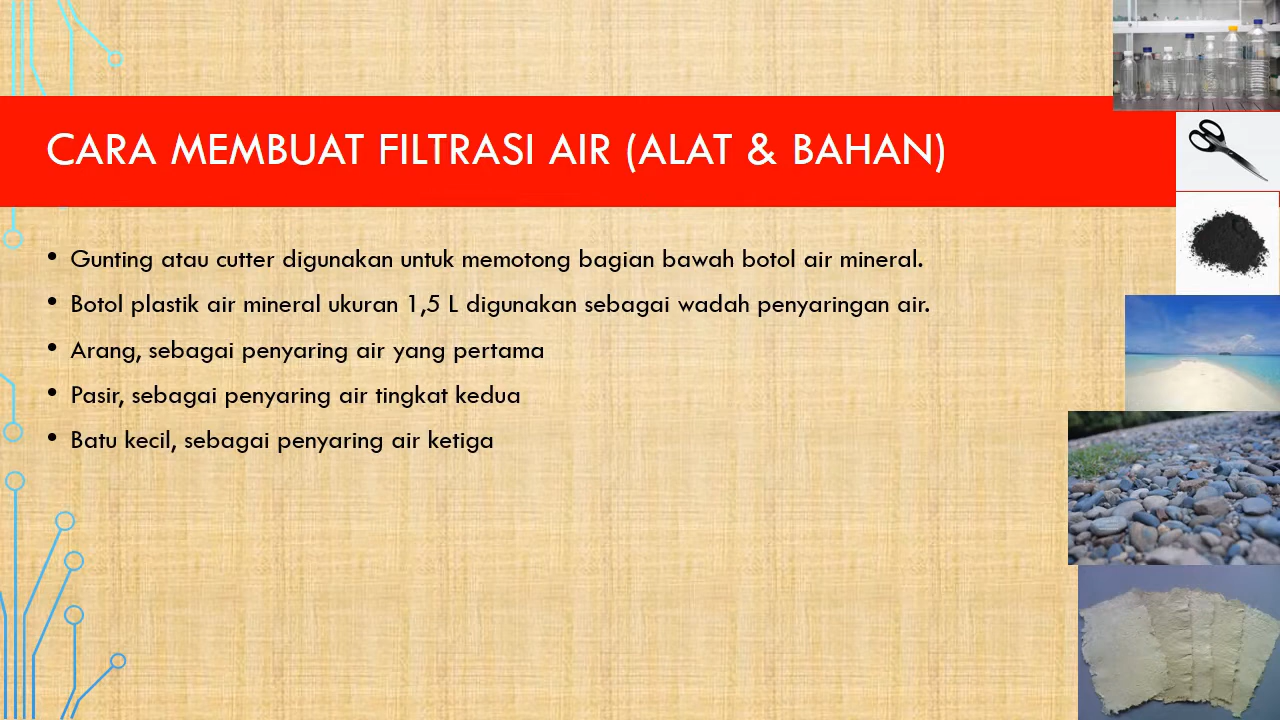 CARA MEMBUAT FILTRASI AIR (ALAT & BAHAN)
• Gunting atau cutter digunakan untuk memotong bagian bawah botol air mineral.
• Botol plastik air mineral ukuran 1,5 L digunakan sebagai wadah penyaringan air.
• Arang, sebagai penyaring air yang pertama
• Pasir, sebagai penyaring air tingkat kedua
• Batu kecil, sebagai penyaring air ketiga